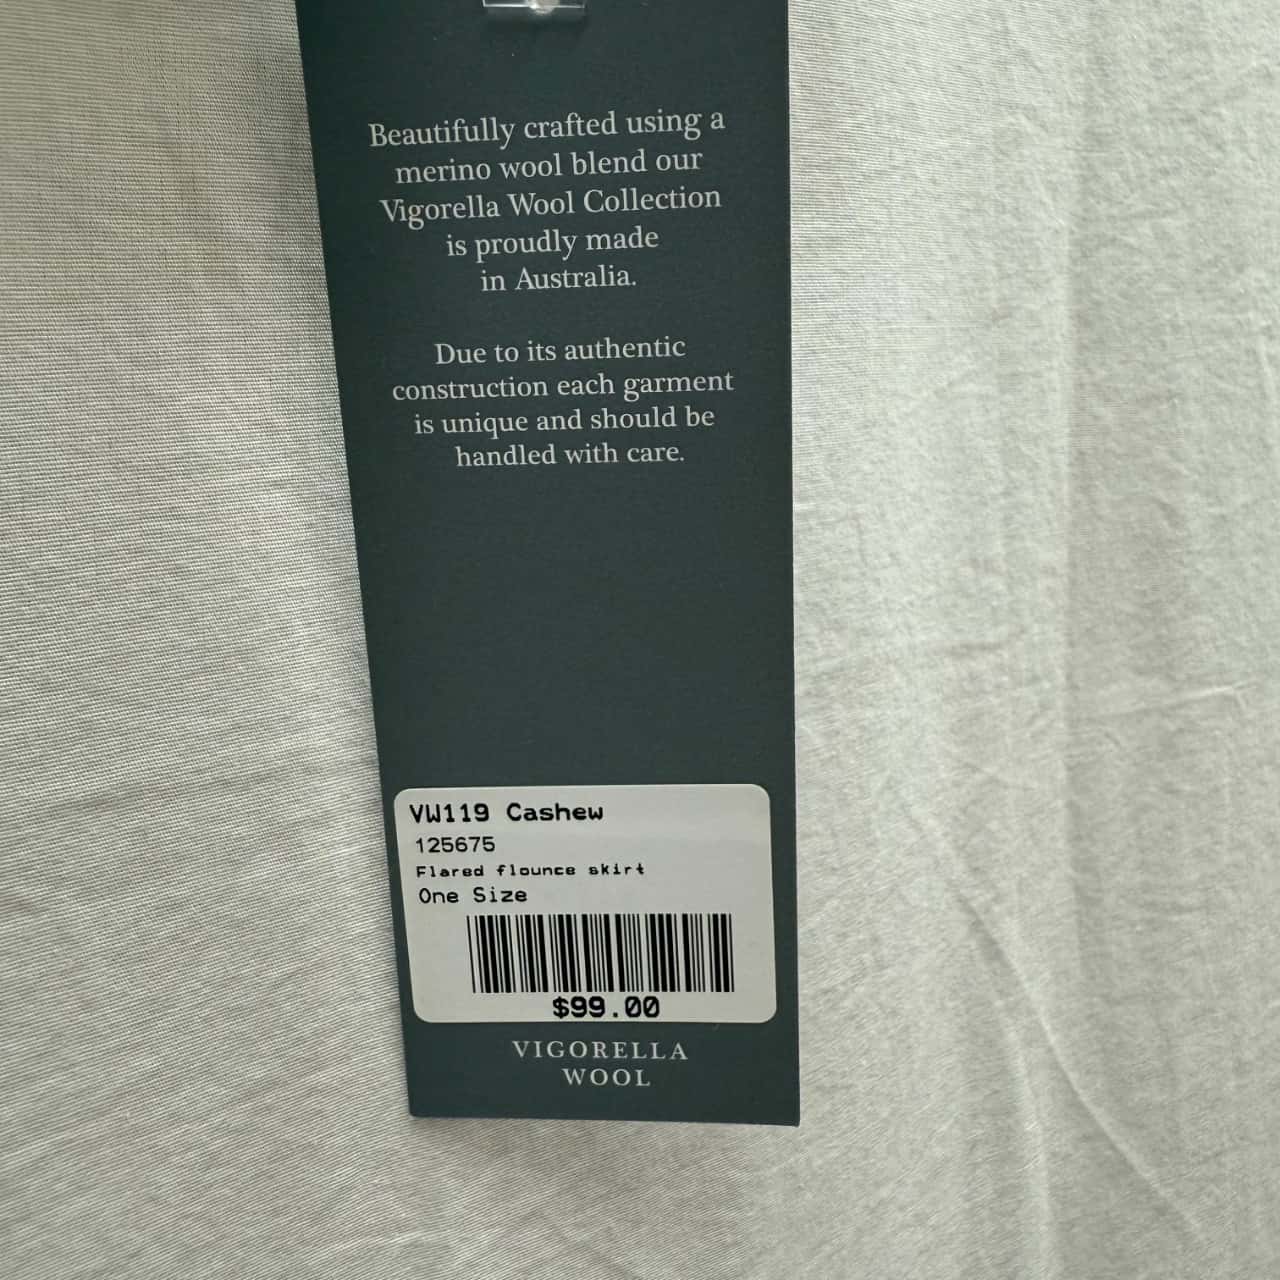 Beautifully crafted using a
merino wool blend our
Vigorella Wool Collection
is proudly made
in Australia.
Due to its authentic
construction each garment
is unique and should be
handled with care.
VW119 Cashew
125675
Flared flounce skirt
One Size
$99.00
VIGORELLA
WOOL